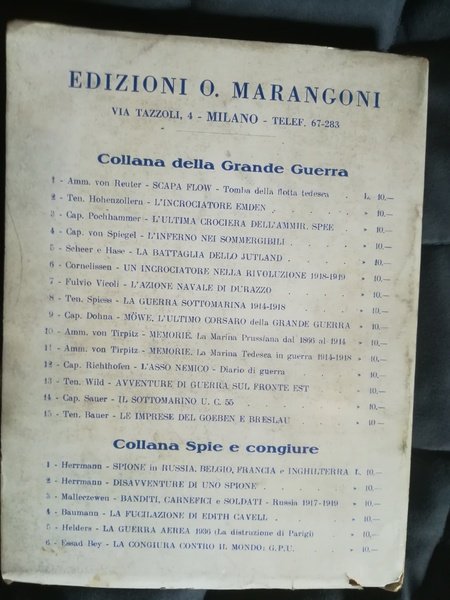 EDIZIONI O. MARANGONI
VIA TAZZOLI, 4 - MILANO - TELEF. 67-283
Collana della Grande Guerra
1 - Amm. von Reuter - SCAPA FLOW - Tomba della flotta tedesca . L. 10.—
2 - Ten. Hohenzollern - L'INCROCIATORE EMDEN . . . » 10.—
3 - Cap. Pochhammer - L'ULTIMA CROCIERA DELL'AMMIR. SPEE » 10.—
4 - Cap. von Spiegel - L'INFERNO NEI SOMMERGIBILI . . . » 10.—
5 - Scheer e Hase - LA BATTAGLIA DELLO JUTLAND . . . » 10.—
6 - Cornelissen - UN INCROCIATORE NELLA RIVOLUZIONE 1918-1919 » 10.—
7 - Fulvio Vicoli - L'AZIONE NAVALE DI DURAZZO . . . » 10.—
8 - Ten. Spiess - LA GUERRA SOTTOMARINA 1914-1918 . . » 10.—
9 - Cap. Dohna - MÖWE, L'ULTIMO CORSARO della GRANDE GUERRA » 10.—
10 - Amm. von Tirpitz - MEMORIE. La Marina Prussiana dal 1866 al 1914 » 10.—
11 - Amm. von Tirpitz - MEMORIE. La Marina Tedesca in guerra 1914-1918 » 10.—
12 - Cap. Richthofen - L'ASSO NEMICO - Diario di guerra . . » 10.—
13 - Ten. Wild - AVVENTURE DI GUERRA SUL FRONTE EST . » 10.—
14 - Cap. Sauer - IL SOTTOMARINO U. C. 55 . . . » 10.—
15 - Ten. Bauer - LE IMPRESE DEL GOEBEN E BRESLAU . » 10.—
Collana Spie e congiure
1 - Herrmann - SPIONE in RUSSIA, BELGIO, FRANCIA e INGHILTERRA L. 10.—
2 - Herrmann - DISAVVENTURE DI UNO SPIONE . . . » 10.—
3 - Malleczewen - BANDITI, CARNEFICI e SOLDATI - Russia 1917-1919 » 10.—
4 - Baumann - LA FUCILAZIONE DI EDITH CAVELL . . . » 10.—
5 - Helders - LA GUERRA AEREA 1936 (La distruzione di Parigi) » 10.—
6 - Essad Bey - LA CONGIURA CONTRO IL MONDO: G.P.U. . » 10.—